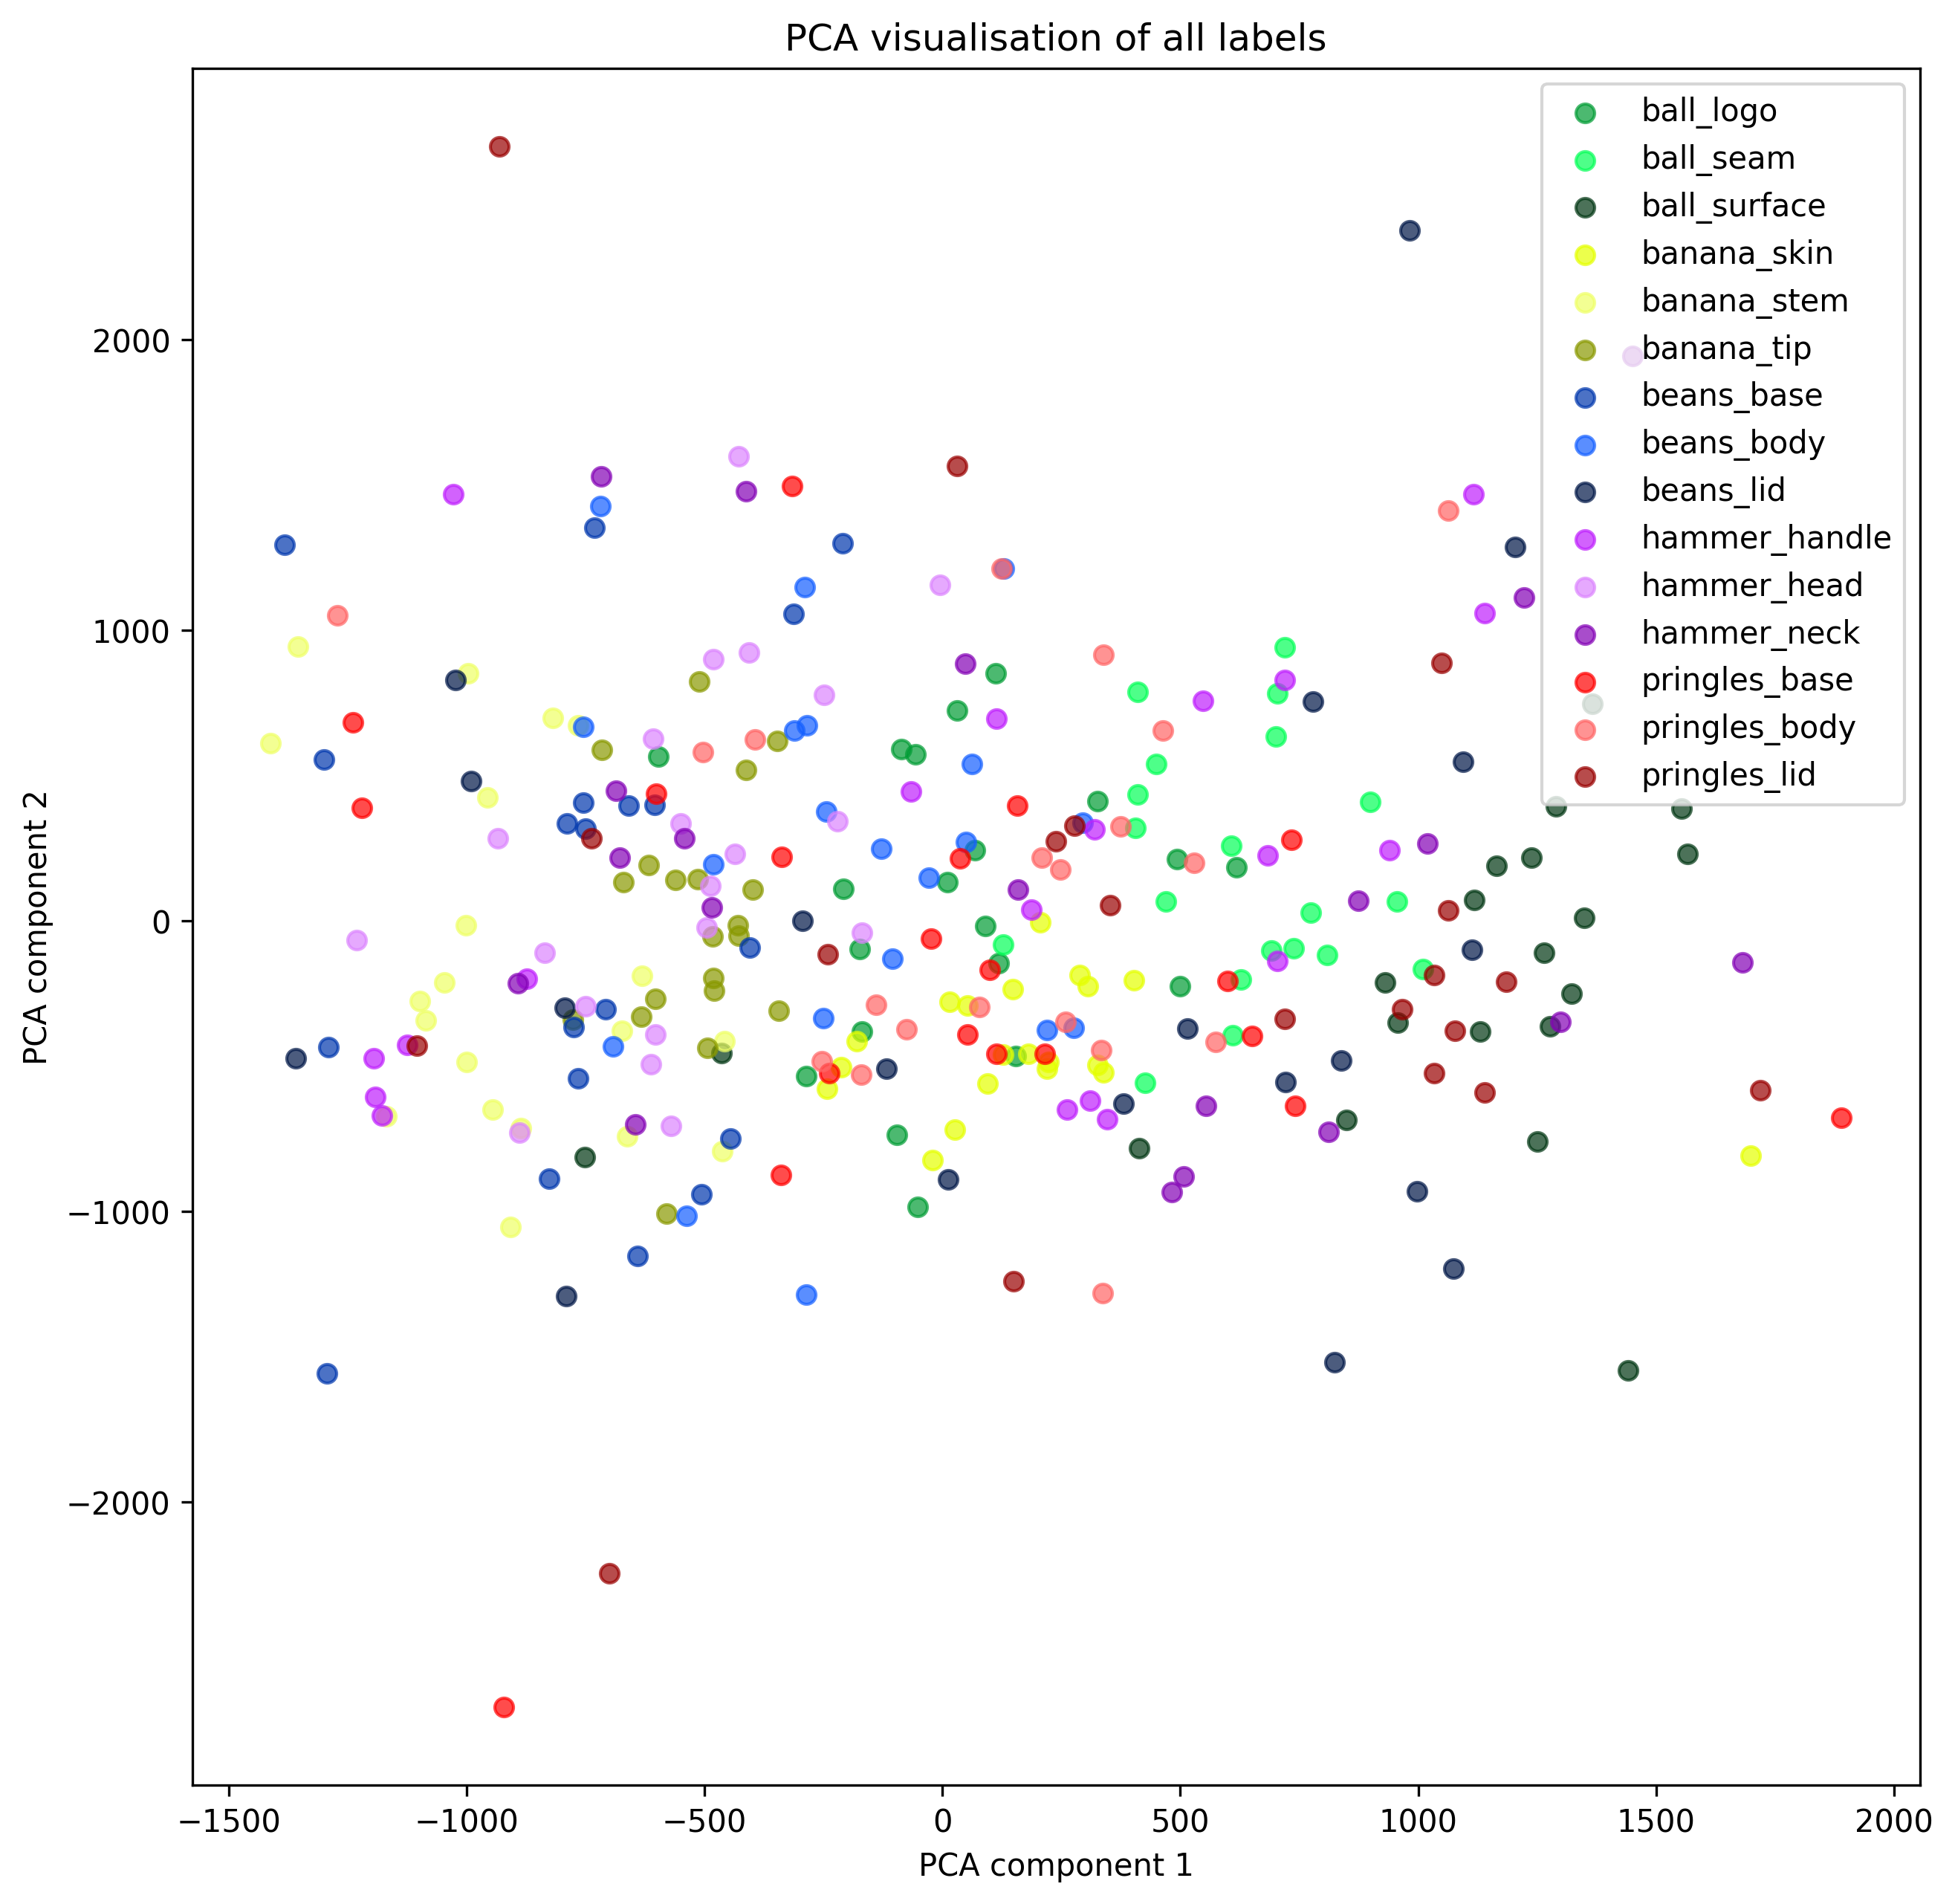 PCA visualisation of all labels
ball_logo
ball_seam
ball_surface
banana_skin
banana_stem
banana_tip
beans_base
beans_body
beans_lid
hammer_handle
hammer_head
hammer_neck
pringles_base
pringles_body
pringles_lid
2000
1000
0
−1000
−2000
PCA component 2
−1500
−1000
−500
0
500
1000
1500
2000
PCA component 1